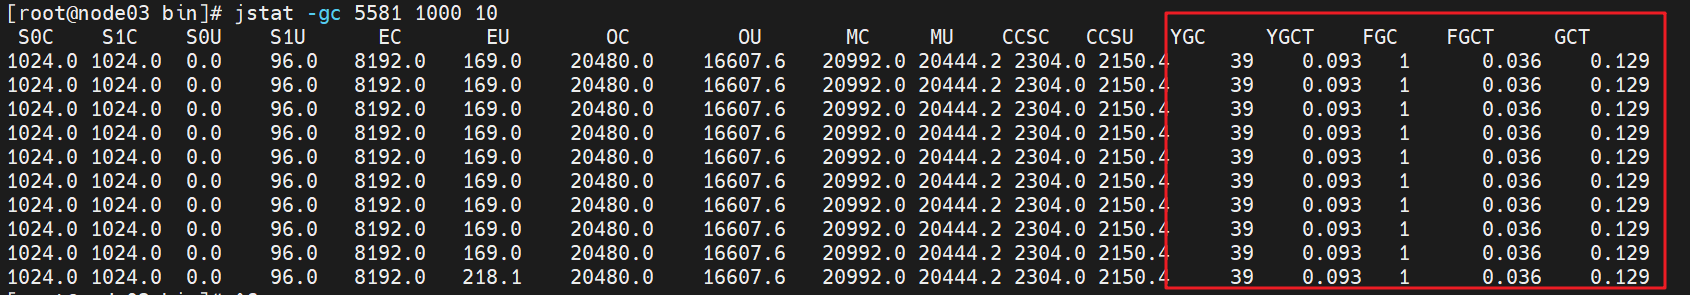 [root@node03 bin]# jstat -gc 5581 1000 10
S0C S1C S0U S1U EC EU OC OU MC MU CCSC CCSU YGC YGCT FGC FGCT GCT
1024.0 1024.0 0.0 96.0 8192.0 169.0 20480.0 16607.6 20992.0 20444.2 2304.0 2150.4 39 0.093 1 0.036 0.129
1024.0 1024.0 0.0 96.0 8192.0 169.0 20480.0 16607.6 20992.0 20444.2 2304.0 2150.4 39 0.093 1 0.036 0.129
1024.0 1024.0 0.0 96.0 8192.0 169.0 20480.0 16607.6 20992.0 20444.2 2304.0 2150.4 39 0.093 1 0.036 0.129
1024.0 1024.0 0.0 96.0 8192.0 169.0 20480.0 16607.6 20992.0 20444.2 2304.0 2150.4 39 0.093 1 0.036 0.129
1024.0 1024.0 0.0 96.0 8192.0 169.0 20480.0 16607.6 20992.0 20444.2 2304.0 2150.4 39 0.093 1 0.036 0.129
1024.0 1024.0 0.0 96.0 8192.0 169.0 20480.0 16607.6 20992.0 20444.2 2304.0 2150.4 39 0.093 1 0.036 0.129
1024.0 1024.0 0.0 96.0 8192.0 169.0 20480.0 16607.6 20992.0 20444.2 2304.0 2150.4 39 0.093 1 0.036 0.129
1024.0 1024.0 0.0 96.0 8192.0 169.0 20480.0 16607.6 20992.0 20444.2 2304.0 2150.4 39 0.093 1 0.036 0.129
1024.0 1024.0 0.0 96.0 8192.0 169.0 20480.0 16607.6 20992.0 20444.2 2304.0 2150.4 39 0.093 1 0.036 0.129
1024.0 1024.0 0.0 96.0 8192.0 218.1 20480.0 16607.6 20992.0 20444.2 2304.0 2150.4 39 0.093 1 0.036 0.129